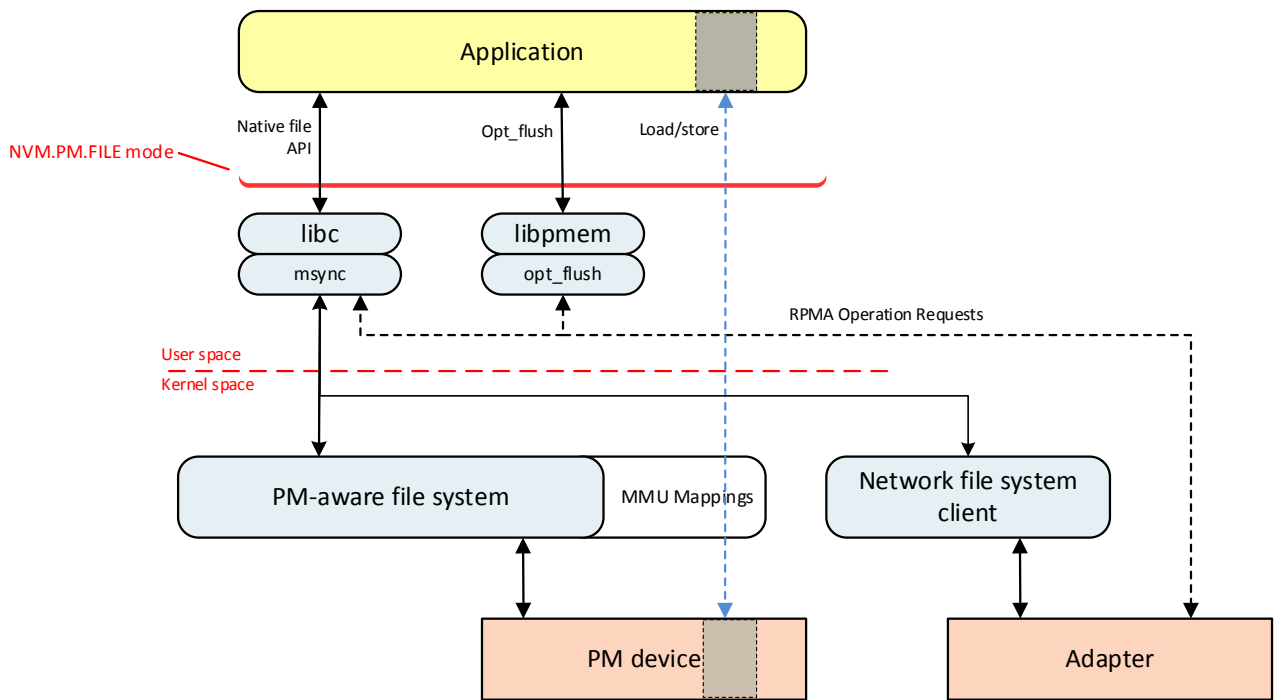 Application
Native file
API
Opt_flush
Load/store
NVM.PM.FILE mode
libc
libpmem
msync
opt_flush
RPMA Operation Requests
User space
Kernel space
PM-aware file system
MMU Mappings
Network file system
client
PM device
Adapter